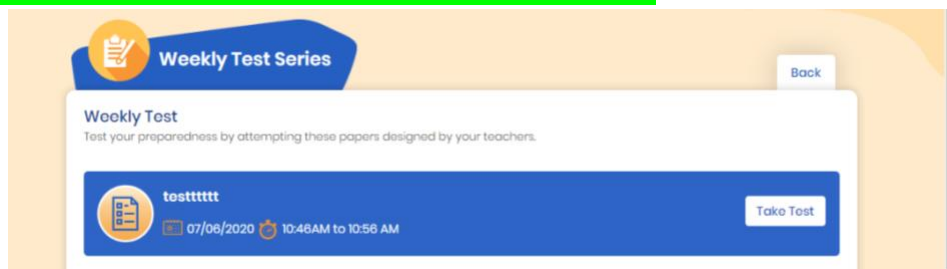 Weekly Test Series
Back
Weekly Test
Test your preparedness by attempting these papers designed by your teachers.
testttttt
07/06/2020 10:46AM to 10:56 AM
Take Test